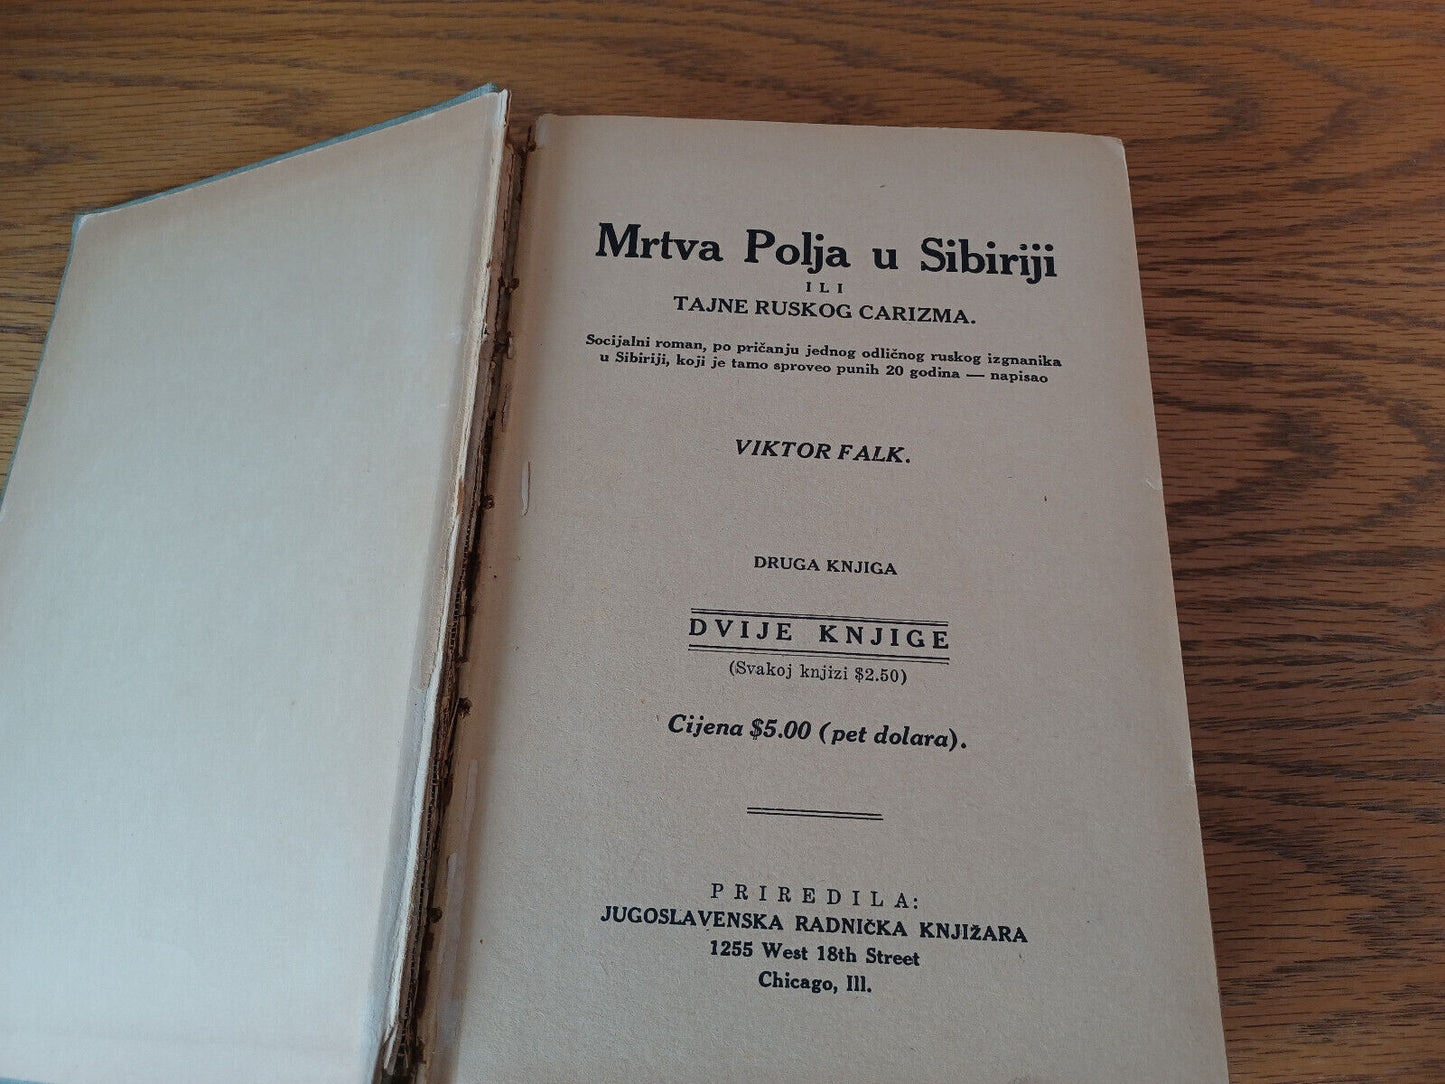 Mrtva Polja u Sibiriji
ILI
TAJNE RUSKOG CARIZMA.
Socijalni roman, po pričanju jednog odličnog ruskog izgnanika
u Sibiriji, koji je tamo sproveo punih 20 godina — napisao
VIKTOR FALK.
DRUGA KNJIGA
DVIJE KNJIGE
(Svakoj knjizi $2.50)
Cijena $5.00 (pet dolara).
PRIREDILA:
JUGOSLAVENSKA RADNIČKA KNJIŽARA
1255 West 18th Street
Chicago, Ill.